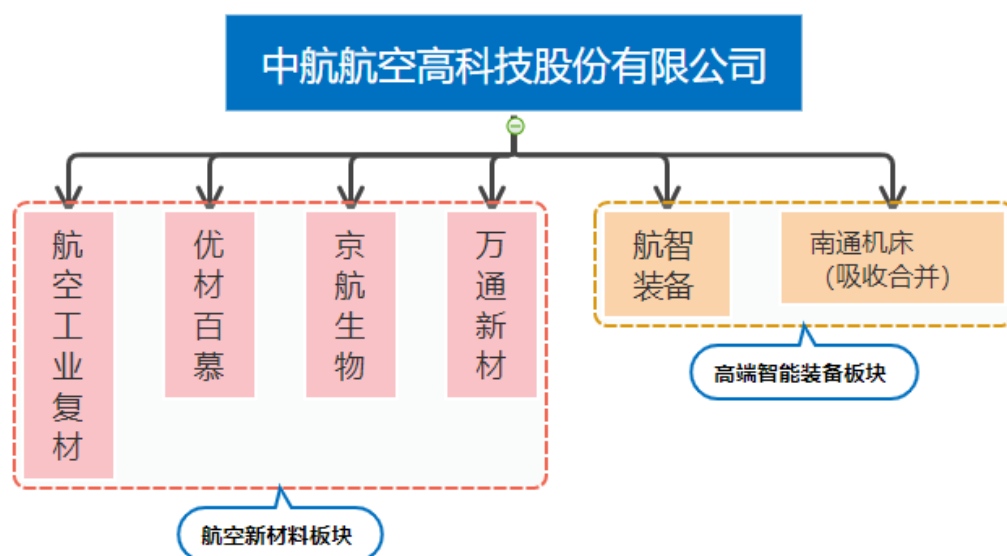 中航航空高科技股份有限公司
航空工业复材
优材百慕
京航生物
万通新材
航智
装备
南通机床
（吸收合并）
高端智能装备板块
航空新材料板块